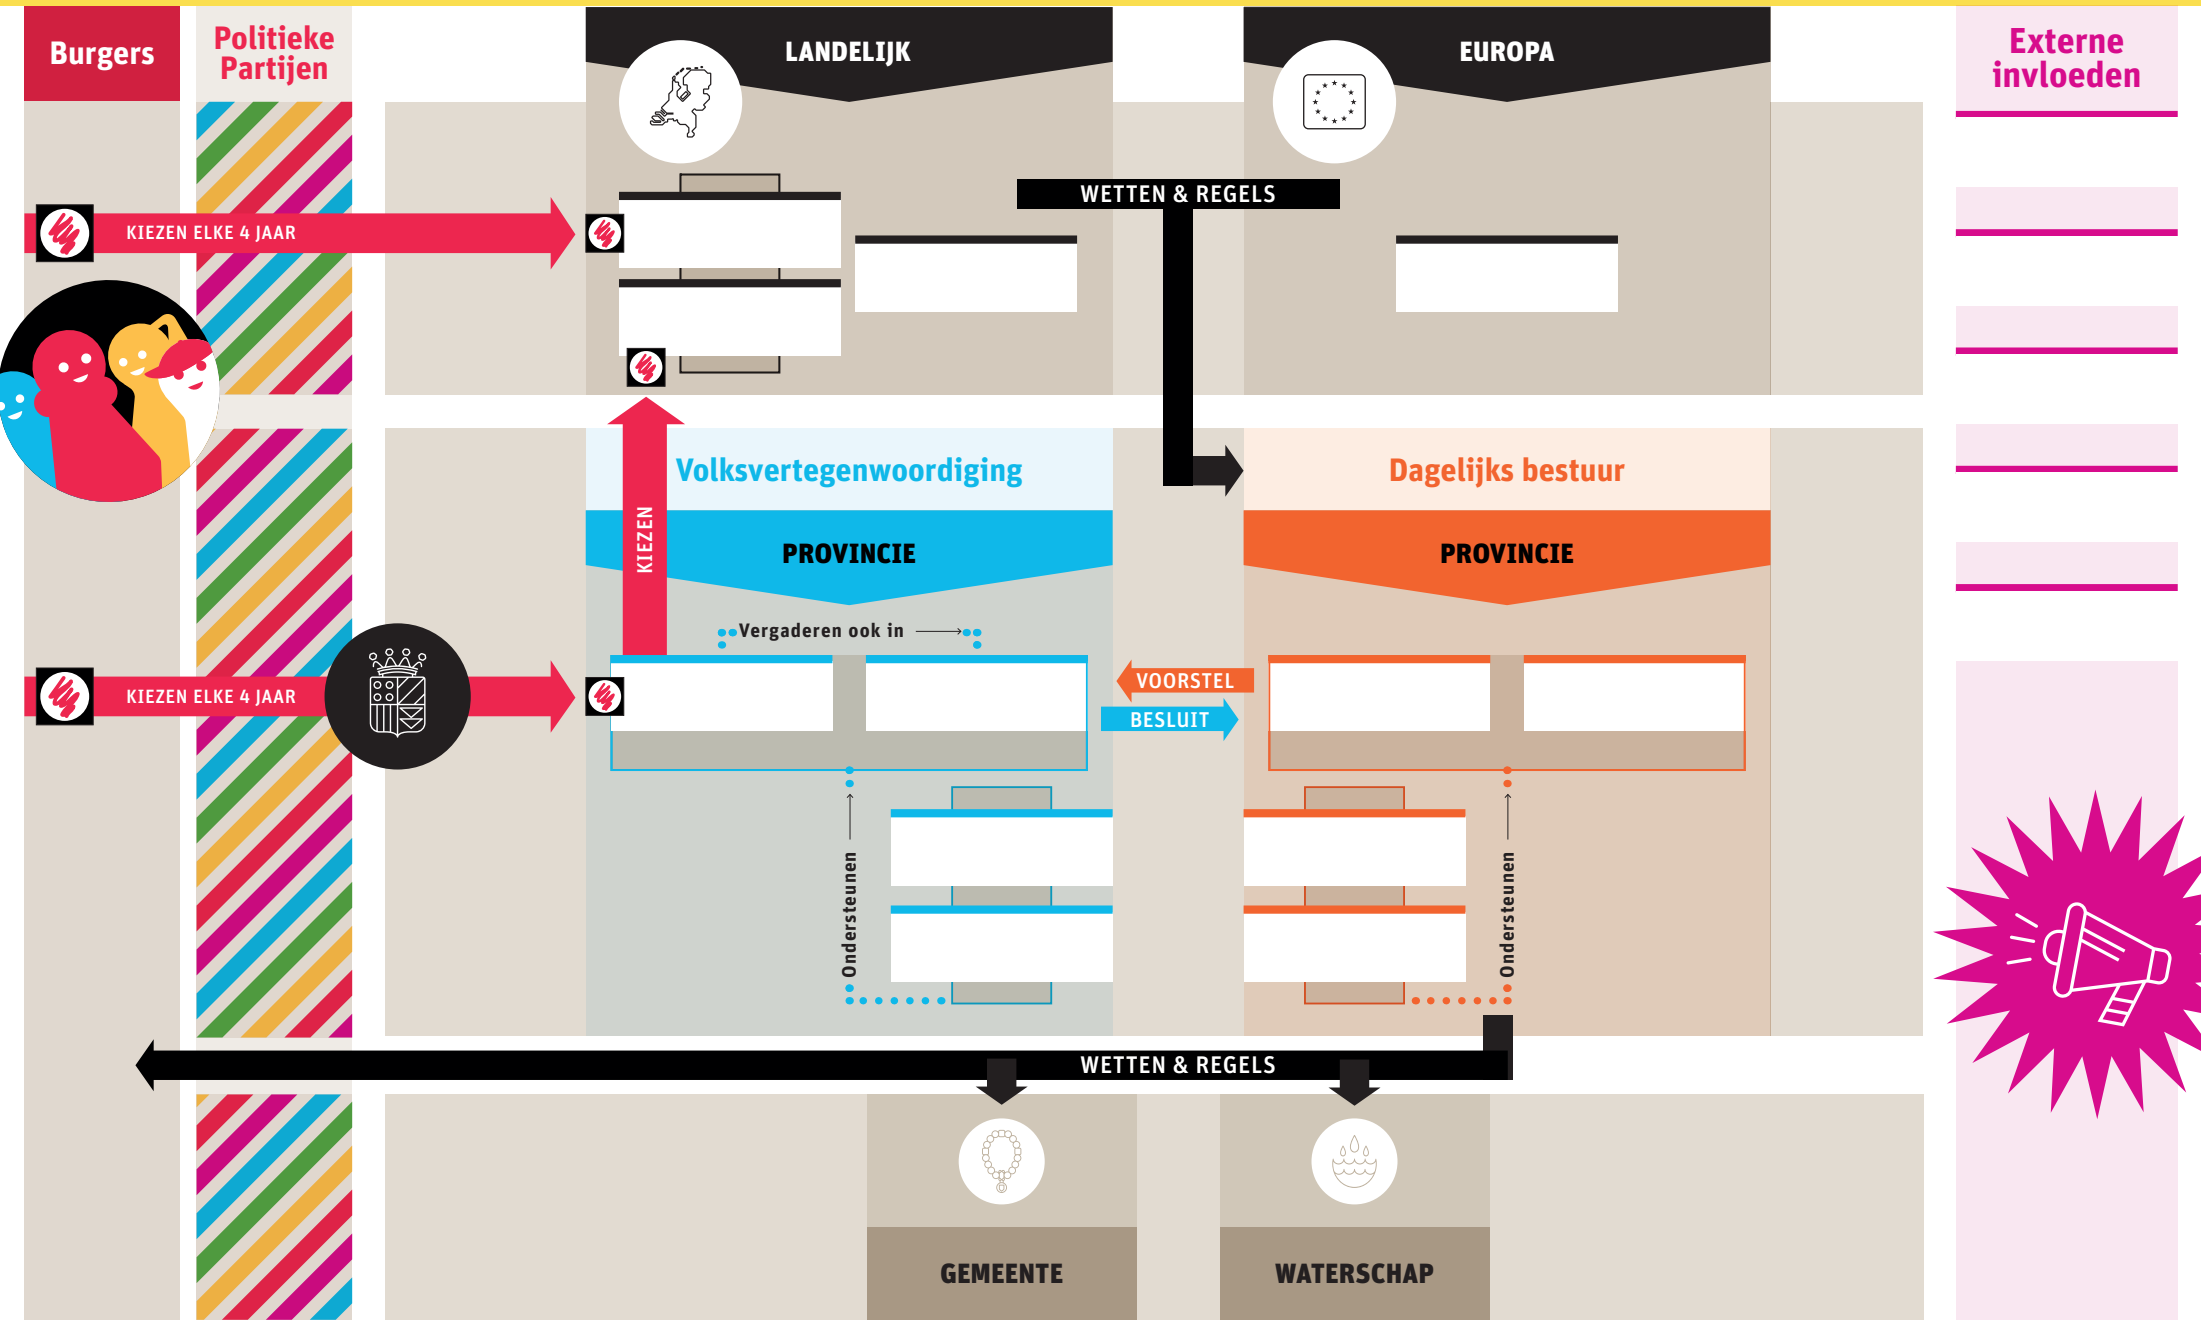 Burgers
Politieke
Partijen
LANDELIJK
EUROPA
Externe
invloeden
WETTEN & REGELS
KIEZEN ELKE 4 JAAR
Volksvertegenwoordiging
Dagelijks bestuur
KIEZEN
PROVINCIE
PROVINCIE
Vergaderen ook in
KIEZEN ELKE 4 JAAR
VOORSTEL
BESLUIT
Ondersteunen
Ondersteunen
WETTEN & REGELS
GEMEENTE
WATERSCHAP